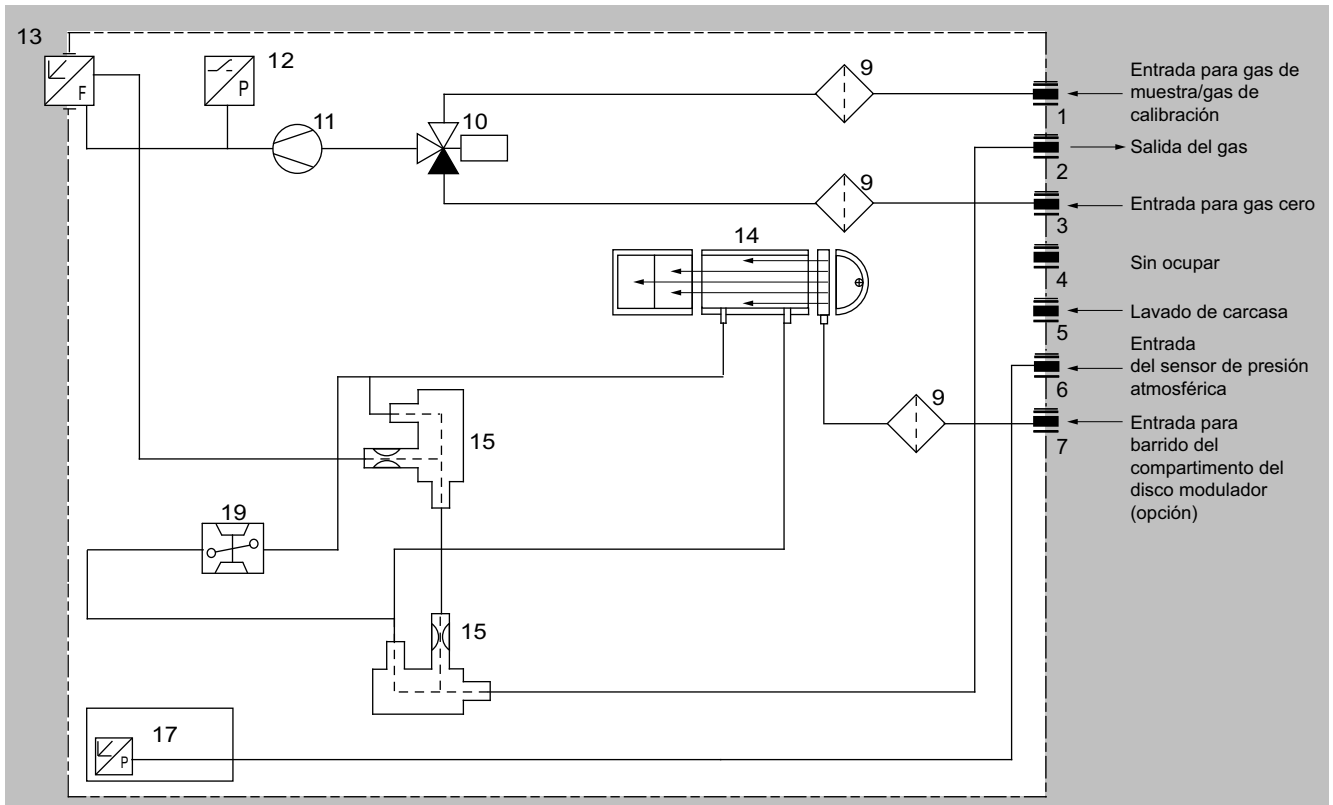 13
F
12
P
11
10
9
1
Entrada para gas de
muestra/gas de
calibración
2
Salida del gas
9
3
Entrada para gas cero
14
4
Sin ocupar
5
Lavado de carcasa
6
Entrada
del sensor de presión
atmosférica
9
7
Entrada para
barrido del
compartimento del
disco modulador
(opción)
15
19
15
17
P